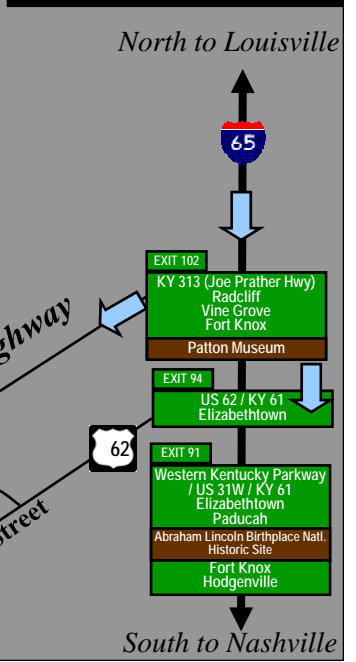 North to Louisville
65
EXIT 102
KY 313 (Joe Prather Hwy)
Radcliff
Vine Grove
Fort Knox
Patton Museum
ghway
EXIT 94
US 62 / KY 61
Elizabethtown
62
EXIT 91
Western Kentucky Parkway
/ US 31W / KY 61
Elizabethtown
Paducah
Abraham Lincoln Birthplace Natl.
Historic Site
Fort Knox
Hodgenville
treet
South to Nashville